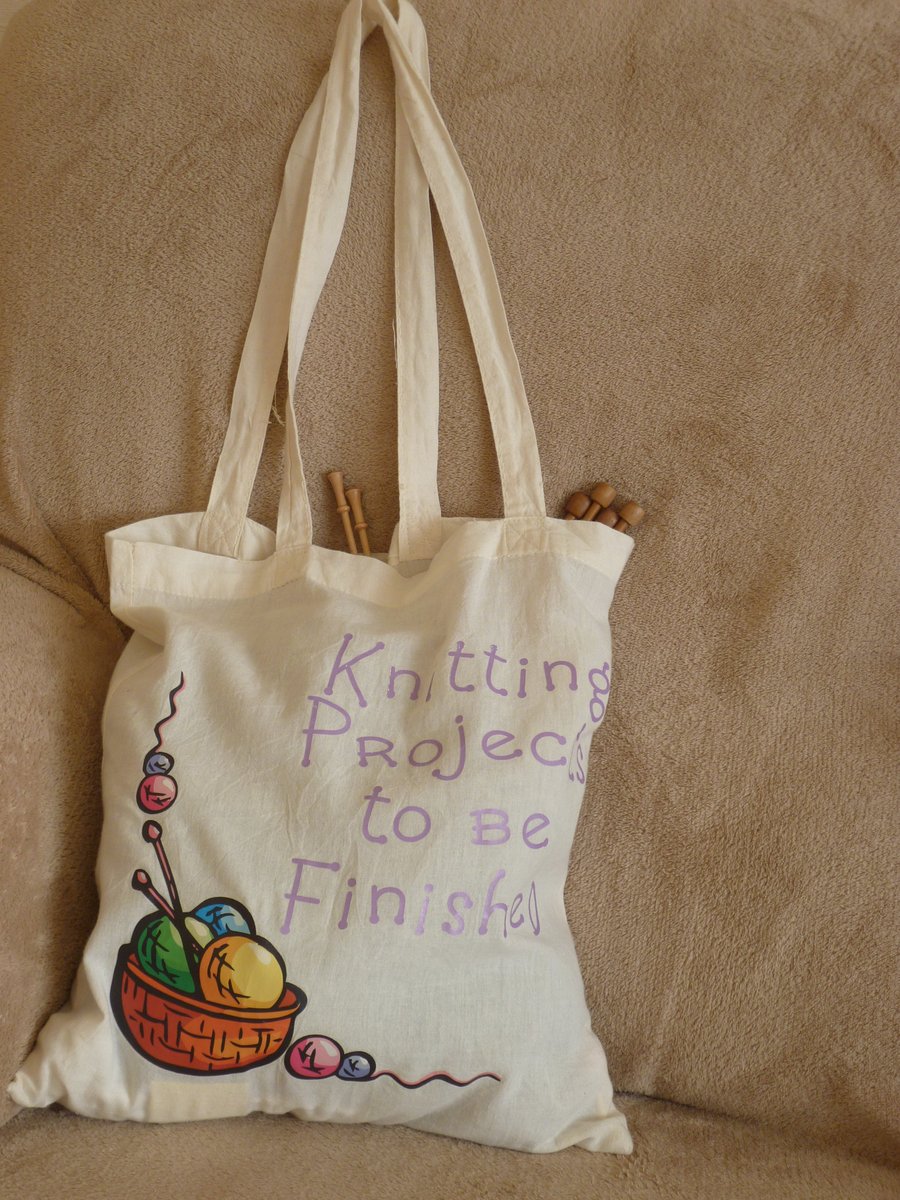 Knitting
Projects
to Be
Finished